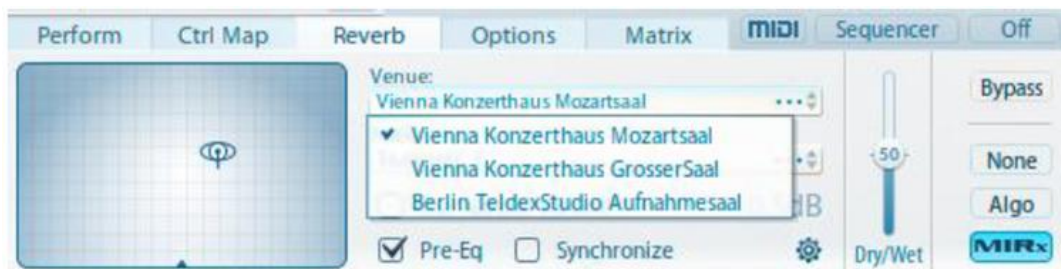 Perform Ctrl Map Reverb Options Matrix MIDI Sequencer Off
Venue:
Vienna Konzerthaus Mozartsaal
Vienna Konzerthaus Mozartsaal
Vienna Konzerthaus GrosserSaal
Berlin TeldexStudio Aufnahmesaal
dB
Pre-Eq Synchronize
50
Dry/Wet
Bypass
None
Algo
MIRx